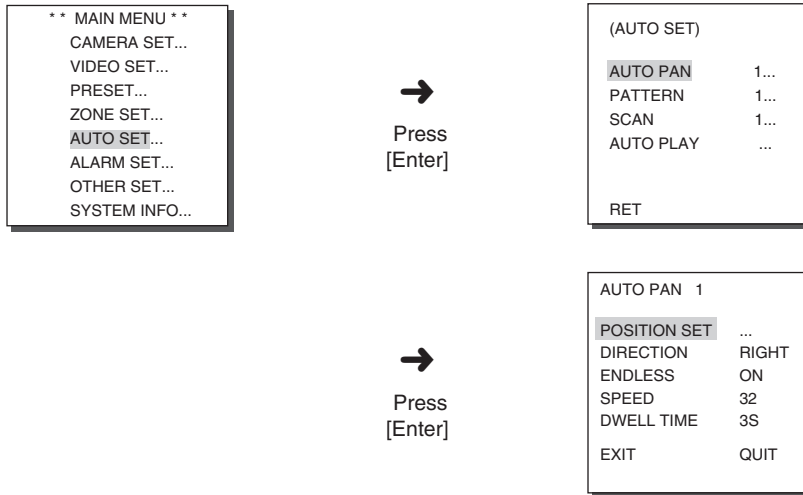 * * MAIN MENU * *
CAMERA SET...
VIDEO SET...
PRESET...
ZONE SET...
AUTO SET...
ALARM SET...
OTHER SET...
SYSTEM INFO...
Press
[Enter]
(AUTO SET)
AUTO PAN 1...
PATTERN 1...
SCAN 1...
AUTO PLAY ...
RET
Press
[Enter]
AUTO PAN 1
POSITION SET ...
DIRECTION RIGHT
ENDLESS ON
SPEED 32
DWELL TIME 3S
EXIT QUIT